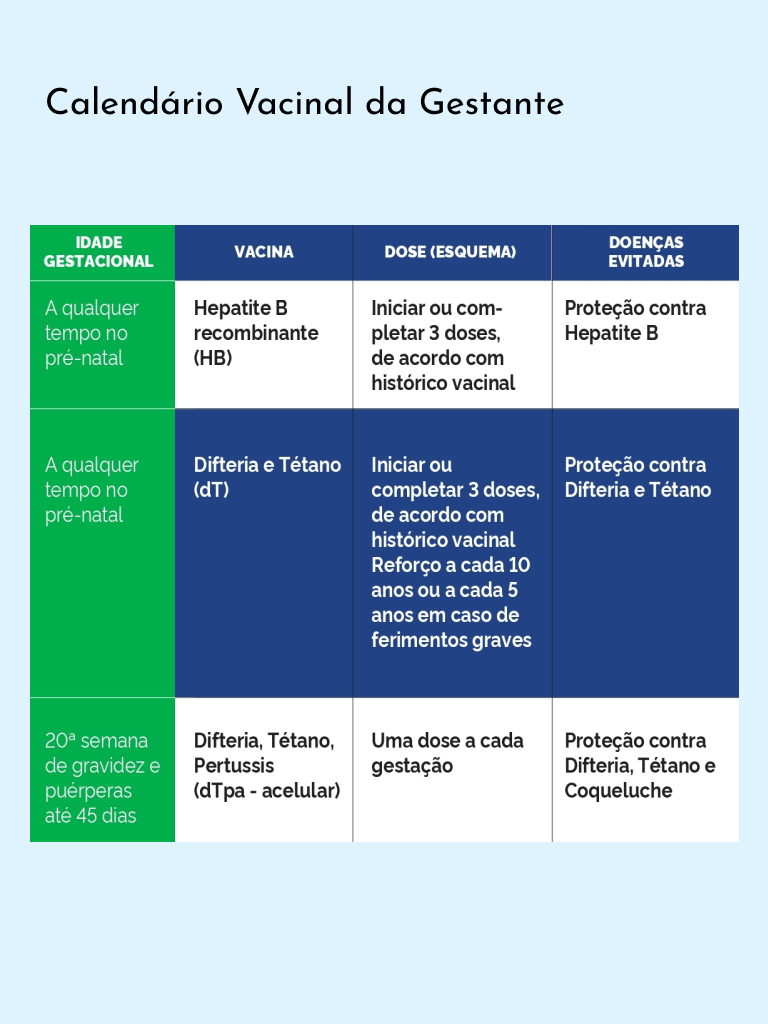 Calendário Vacinal da Gestante
IDADE
GESTACIONAL
VACINA
DOSE (ESQUEMA)
DOENÇAS
EVITADAS
A qualquer
tempo no
pré-natal
Hepatite B
recombinante
(HB)
Iniciar ou com-
pletar 3 doses,
de acordo com
histórico vacinal
Proteção contra
Hepatite B
A qualquer
tempo no
pré-natal
Difteria e Tétano
(dT)
Iniciar ou
completar 3 doses,
de acordo com
histórico vacinal
Reforço a cada 10
anos ou a cada 5
anos em caso de
ferimentos graves
Proteção contra
Difteria e Tétano
20ª semana
de gravidez e
puérperas
até 45 dias
Difteria, Tétano,
Pertussis
(dTpa - acelular)
Uma dose a cada
gestação
Proteção contra
Difteria, Tétano e
Coqueluche